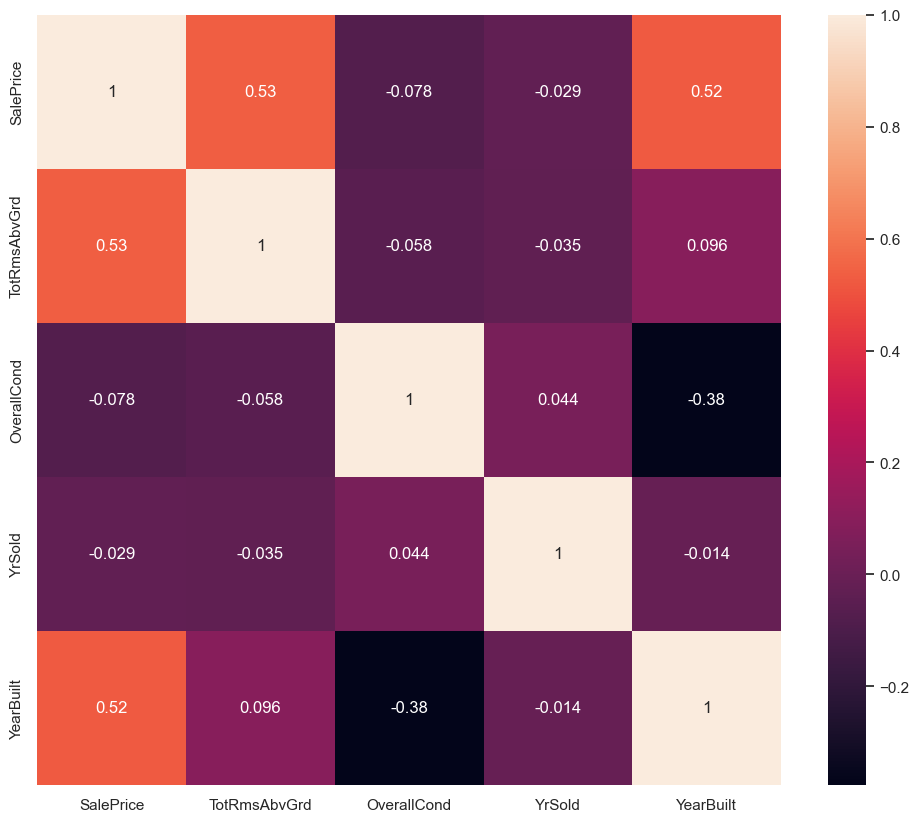 SalePrice 1 0.53 -0.078 -0.029 0.52
TotRmsAbvGrd 0.53 1 -0.058 -0.035 0.096
OverallCond -0.078 -0.058 1 0.044 -0.38
YrSold -0.029 -0.035 0.044 1 -0.014
YearBuilt 0.52 0.096 -0.38 -0.014 1
SalePrice TotRmsAbvGrd OverallCond YrSold YearBuilt
1.0
0.8
0.6
0.4
0.2
0.0
−0.2